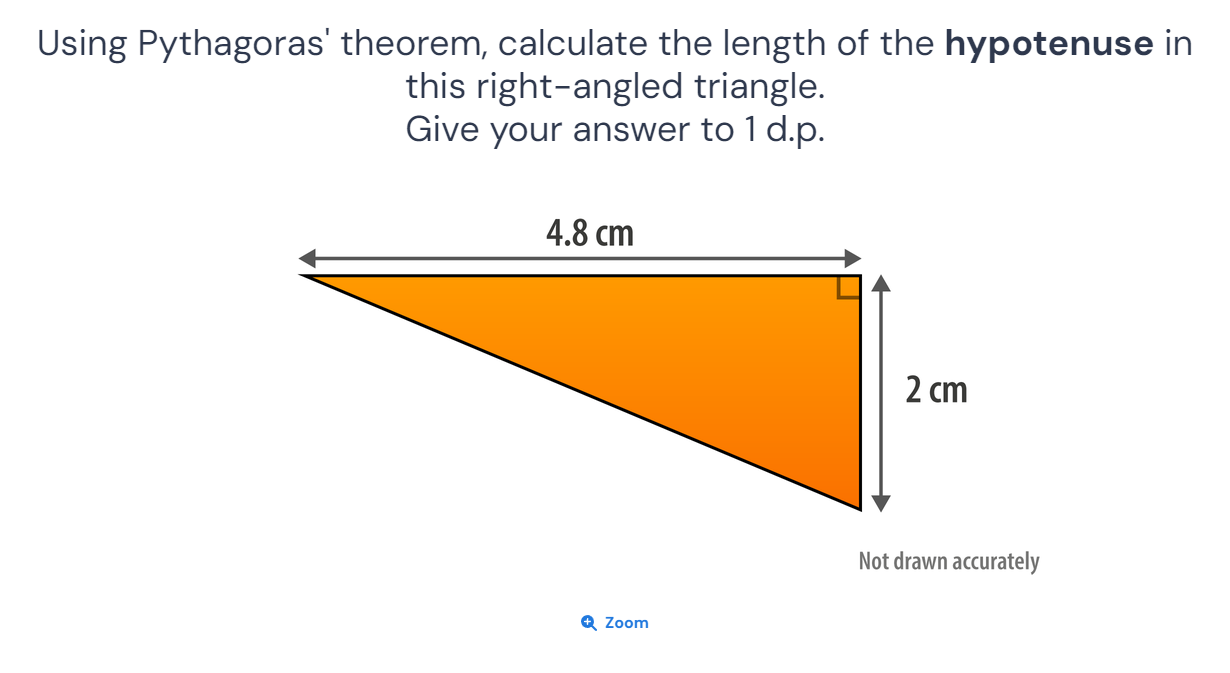 Using Pythagoras' theorem, calculate the length of the hypotenuse in
this right-angled triangle.
Give your answer to 1 d.p.
4.8 cm
2 cm
Not drawn accurately
Zoom